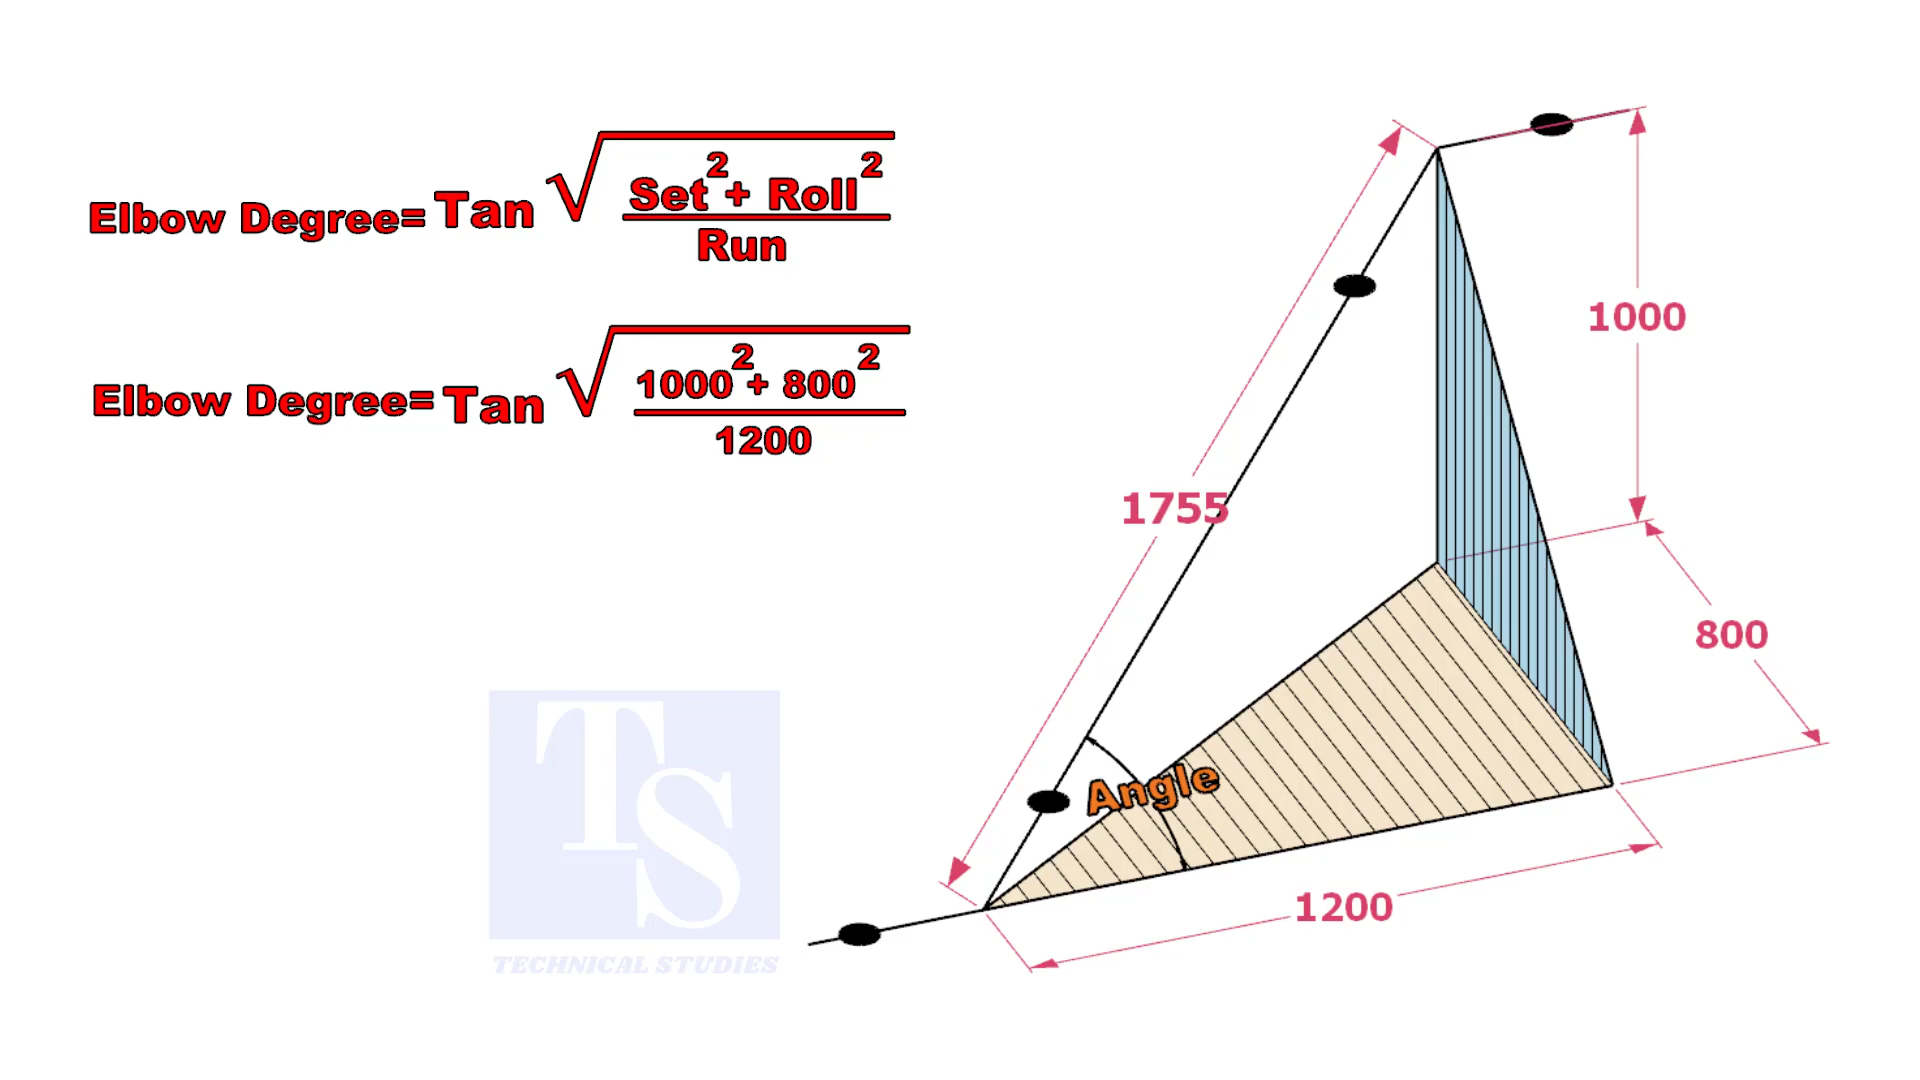 Elbow Degree= Tan √ Set² + Roll²
Run
Elbow Degree= Tan √ 1000² + 800²
1200
1000
1755
800
Angle
1200
TS
TECHNICAL STUDIES